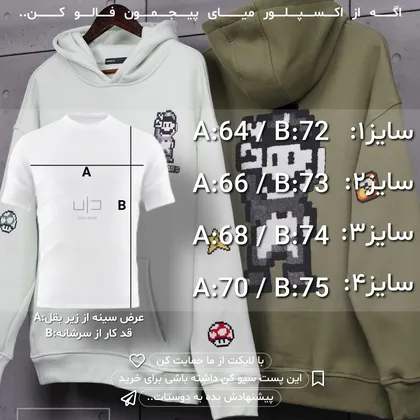 اگه از اکسپلور میای پیجمون فالو کن..
سایز۱: A:64 / B:72
سایز۲: A:66 / B:73
سایز۳: A:68 / B:74
سایز۴: A:70 / B:75
A
B
A:عرض سینه از زیر بغل
B:قد کار از سرشانه
با لایکت از ما حمایت کن
این پست سیو کن داشته باشی برای خرید
پیشنهادش بده به دوستات..